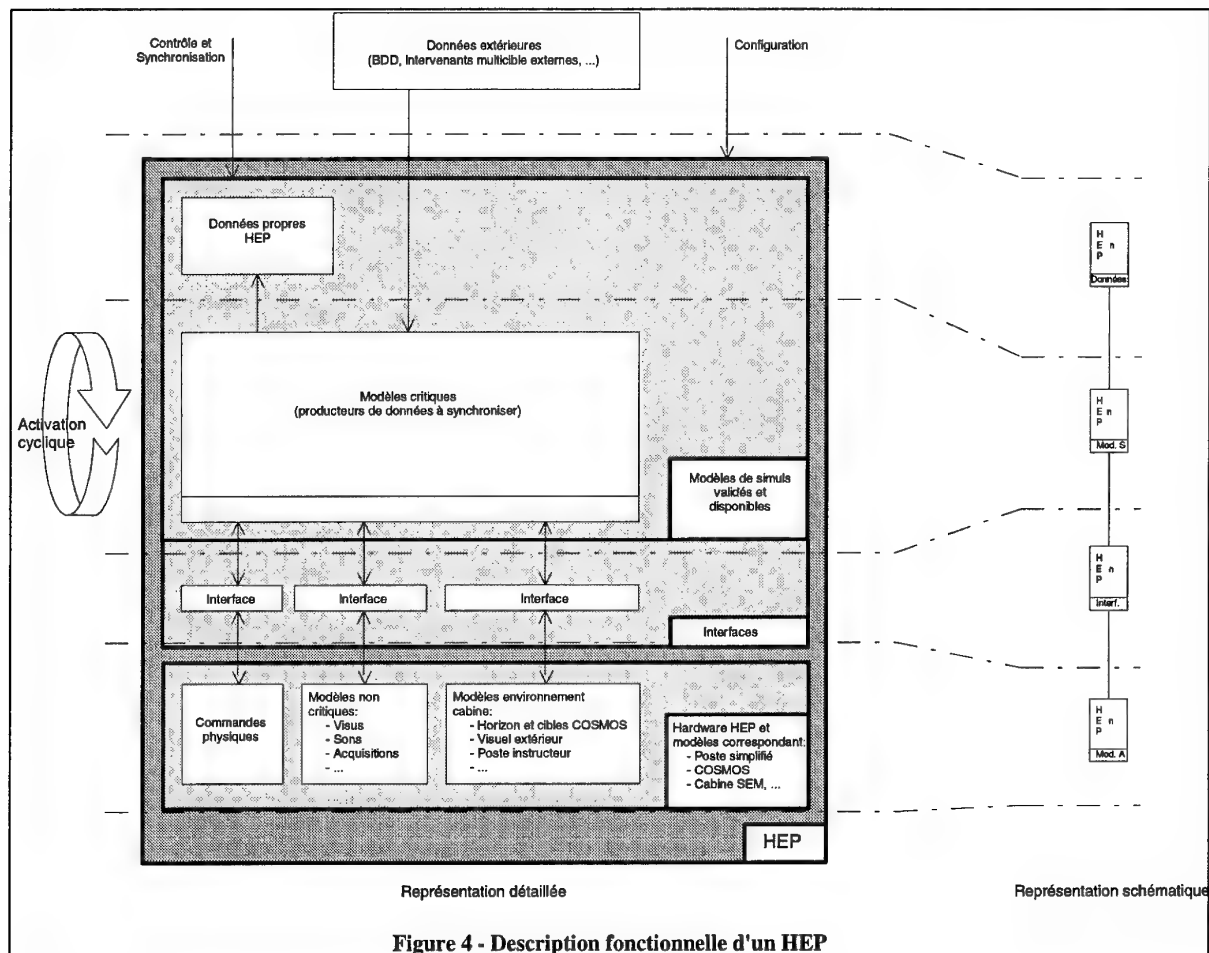 Contrôle et
Synchronisation
Données extérieures
(BDD, Intervenants multicible externes, ...)
Configuration
Données propres
HEP
Activation
cyclique
Modèles critiques
(producteurs de données à synchroniser)
Modèles de simuls
validés et
disponibles
Interface
Interface
Interface
Interfaces
Commandes
physiques
Modèles non
critiques:
- Visus
- Sons
- Acquisitions
- ...
Modèles environnement
cabine:
- Horizon et cibles COSMOS
- Visuel extérieur
- Poste instructeur
- ...
Hardware HEP et
modèles correspondant:
- Poste simplifié
- COSMOS
- Cabine SEM, ...
HEP
H
E n
P
Données
H
E n
P
Mod. S
H
E n
P
Interf.
H
E n
P
Mod. A
Représentation détaillée
Représentation schématique
Figure 4 - Description fonctionnelle d'un HEP